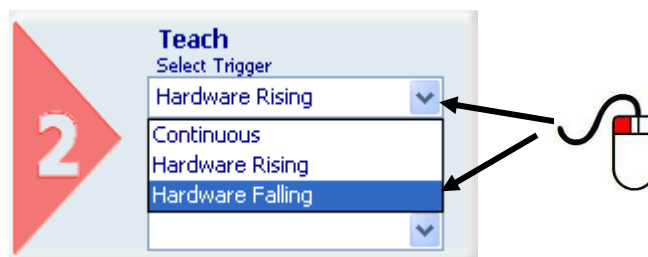 Teach
Select Trigger
Hardware Rising
2
Continuous
Hardware Rising
Hardware Falling